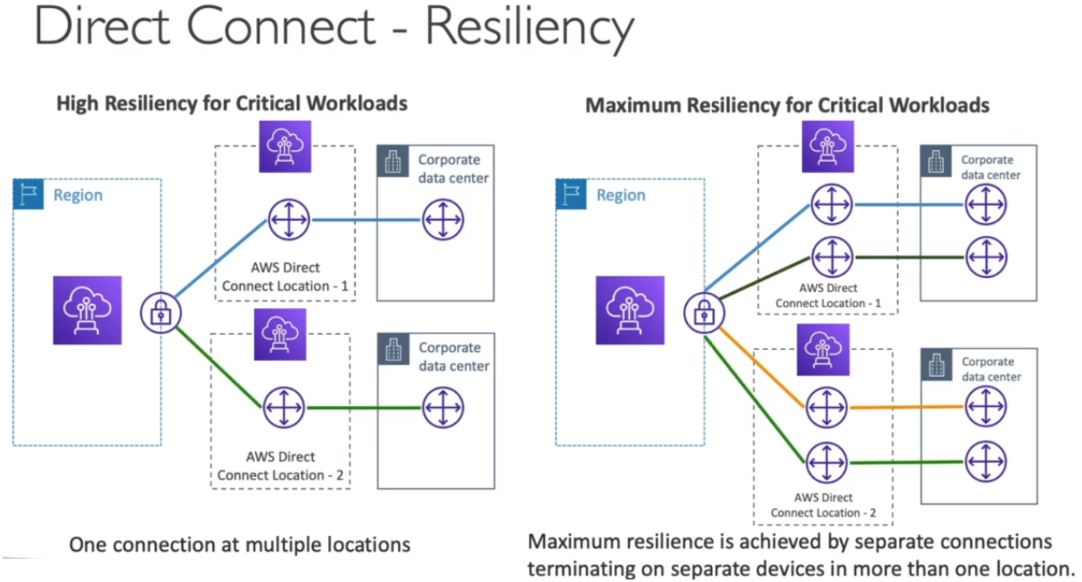 Direct Connect - Resiliency
High Resiliency for Critical Workloads
Region
Corporate
data center
AWS Direct
Connect Location - 1
Corporate
data center
AWS Direct
Connect Location - 2
One connection at multiple locations
Maximum Resiliency for Critical Workloads
Region
Corporate
data center
AWS Direct
Connect Location - 1
Corporate
data center
AWS Direct
Connect Location - 2
Maximum resilience is achieved by separate connections
terminating on separate devices in more than one location.